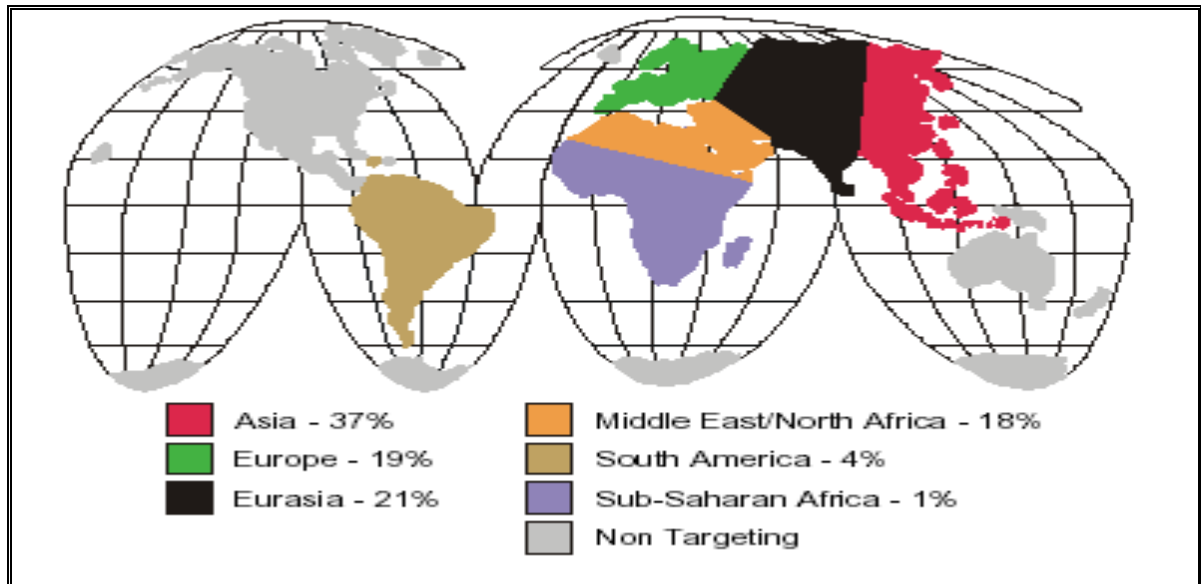 Asia - 37%
Europe - 19%
Eurasia - 21%
Middle East/North Africa - 18%
South America - 4%
Sub-Saharan Africa - 1%
Non Targeting